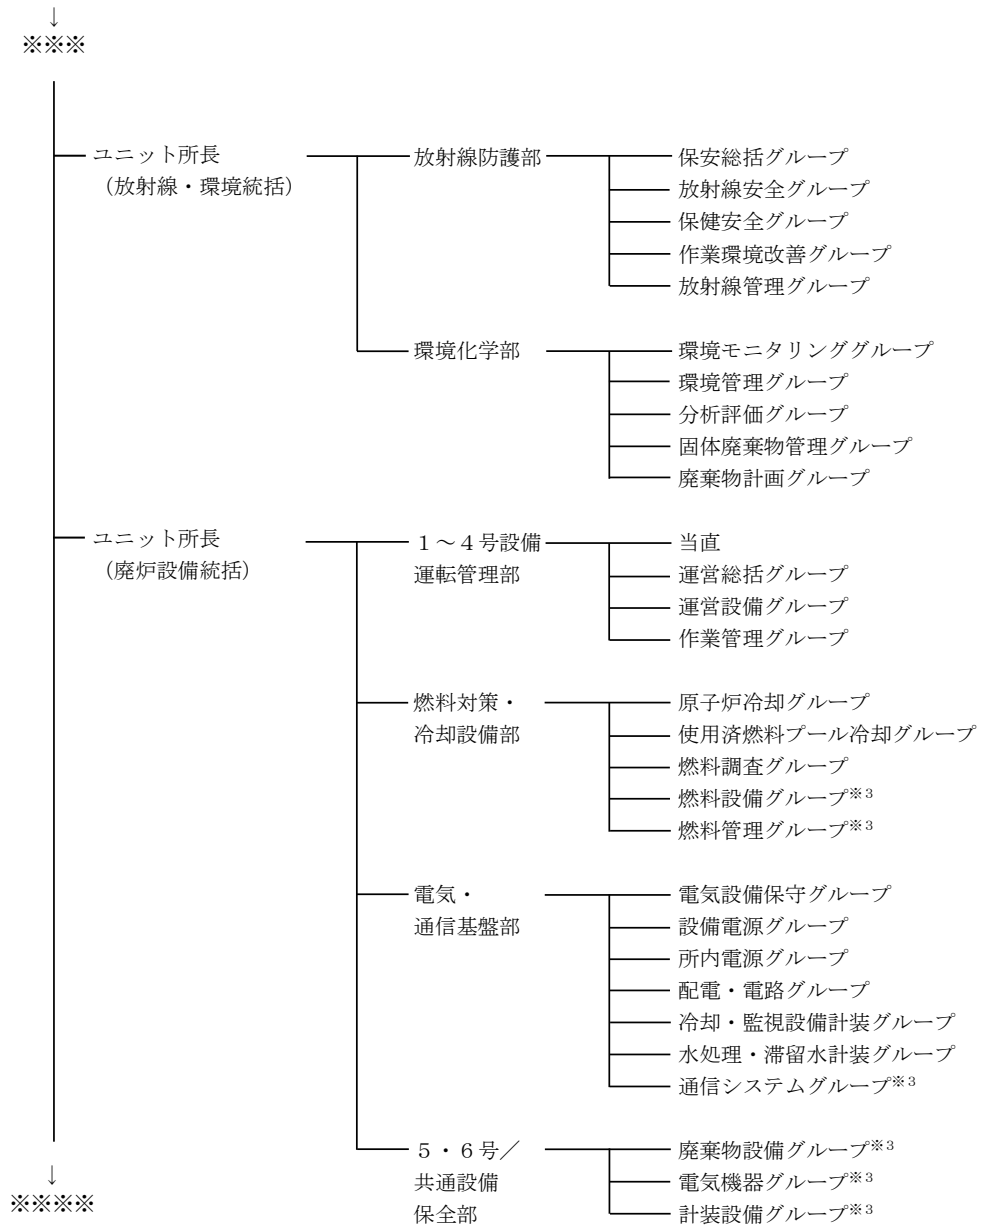 ↓
※※※
ユニット所長
（放射線・環境統括）
放射線防護部
保安総括グループ
放射線安全グループ
保健安全グループ
作業環境改善グループ
放射線管理グループ
環境化学部
環境モニタリンググループ
環境管理グループ
分析評価グループ
固体廃棄物管理グループ
廃棄物計画グループ
ユニット所長
（廃炉設備統括）
１～４号設備
運転管理部
当直
運営総括グループ
運営設備グループ
作業管理グループ
燃料対策・
冷却設備部
原子炉冷却グループ
使用済燃料プール冷却グループ
燃料調査グループ
燃料設備グループ※３
燃料管理グループ※３
電気・
通信基盤部
電気設備保守グループ
設備電源グループ
所内電源グループ
配電・電路グループ
冷却・監視設備計装グループ
水処理・滞留水計装グループ
通信システムグループ※３
５・６号／
共通設備
保全部
廃棄物設備グループ※３
電気機器グループ※３
計装設備グループ※３
↓
※※※※